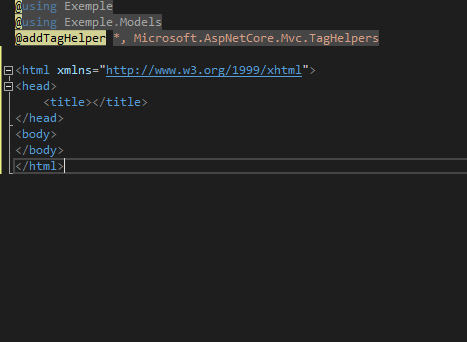 @using Exemple
@using Exemple.Models
@addTagHelper *, Microsoft.AspNetCore.Mvc.TagHelpers
<html xmlns="http://www.w3.org/1999/xhtml">
<head>
    <title></title>
</head>
<body>
</body>
</html>